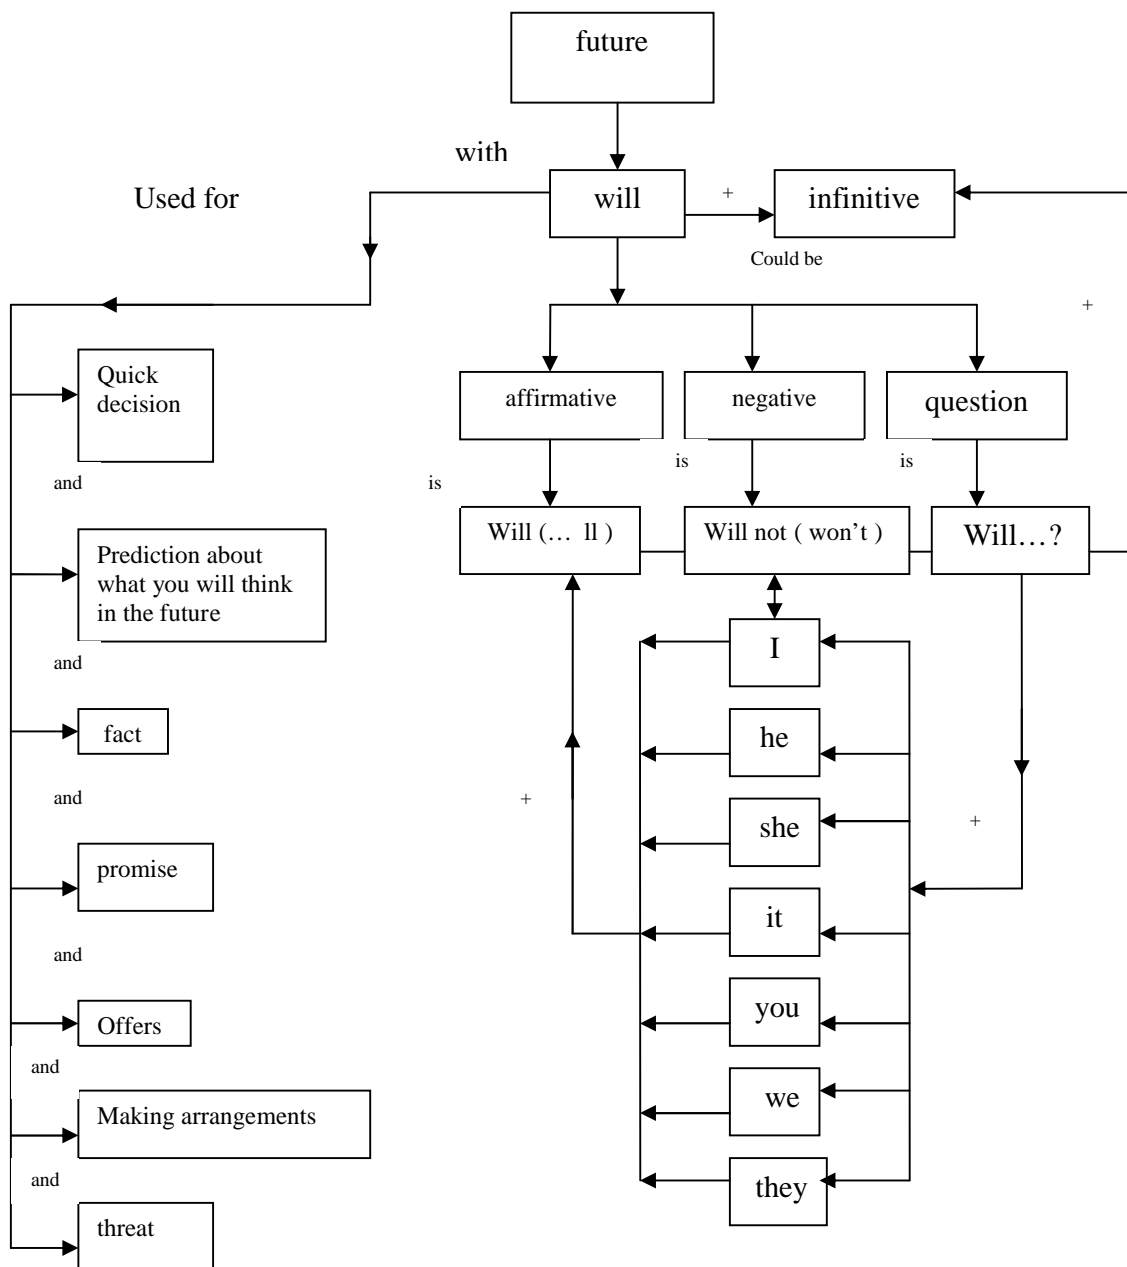 future
with
Used for
will
+
infinitive
Could be
+
Quick
decision
affirmative
negative
question
and
is
is
is
Prediction about
what you will think
in the future
Will (... ll )
Will not ( won't )
Will...?
and
I
fact
he
and
+
she
+
promise
it
and
Offers
you
and
Making arrangements
we
and
they
threat